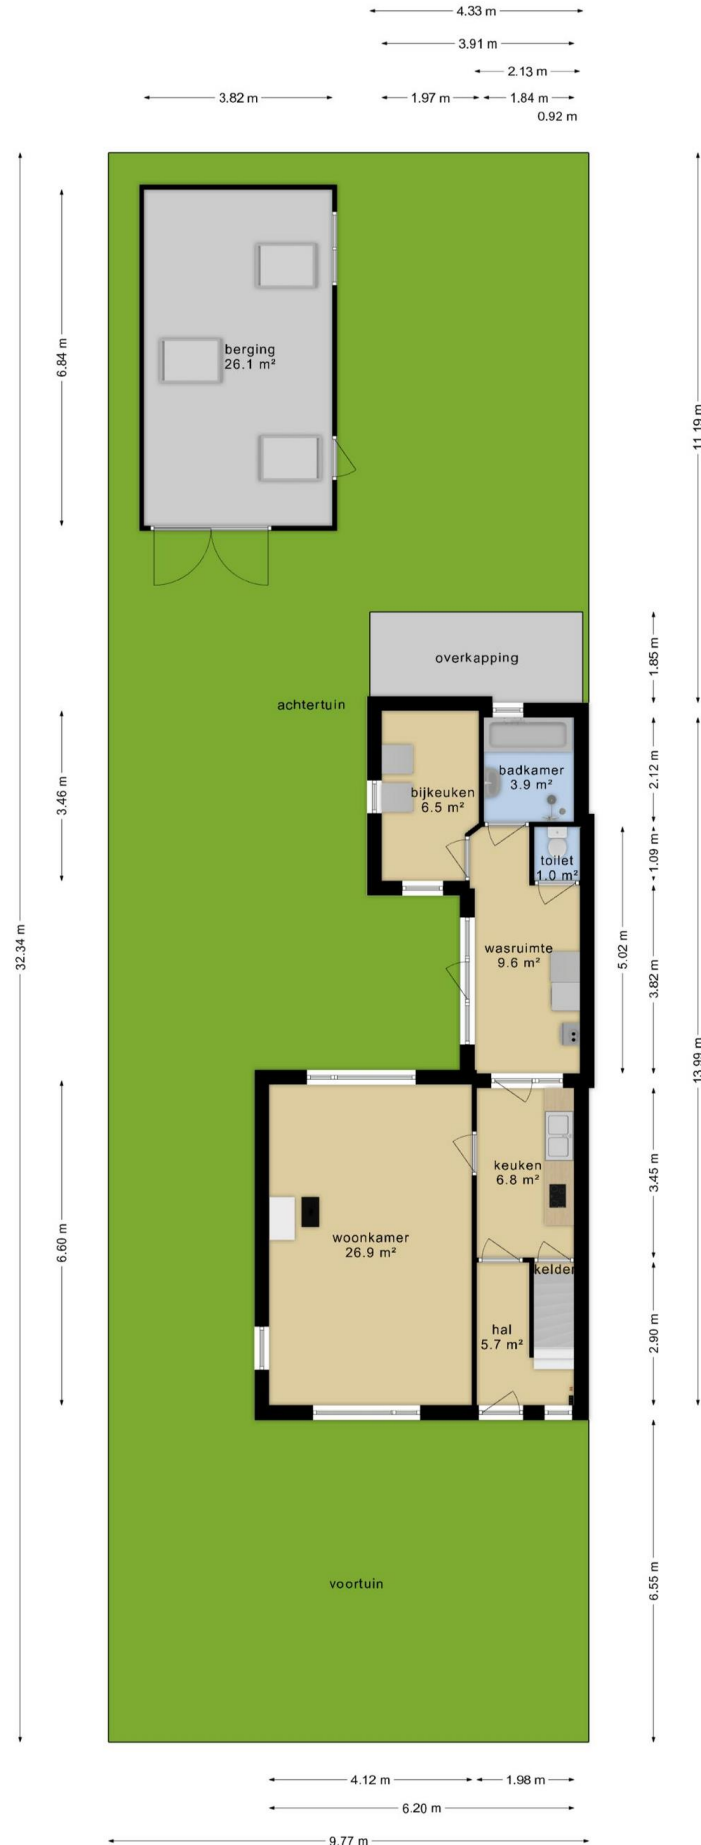 4.33 m
3.91 m
2.13 m
3.82 m
1.97 m
1.84 m
0.92 m
6.84 m
berging
26.1 m²
11.19 m
1.85 m
overkapping
achtertuin
3.46 m
bijkeuken
6.5 m²
badkamer
3.9 m²
2.12 m
toilet
1.0 m²
1.09 m
32.34 m
wasruimte
9.6 m²
5.02 m
3.82 m
13.99 m
keuken
6.8 m²
3.45 m
6.60 m
woonkamer
26.9 m²
kelder
hal
5.7 m²
2.90 m
voortuin
6.55 m
4.12 m
1.98 m
6.20 m
9.77 m